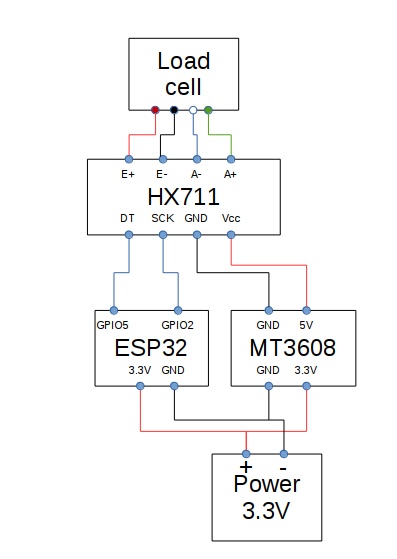 Load
cell
E+ E- A- A+
HX711
DT SCK GND Vcc
GPIO5 GPIO2 GND 5V
ESP32 MT3608
3.3V GND GND 3.3V
+ -
Power
3.3V